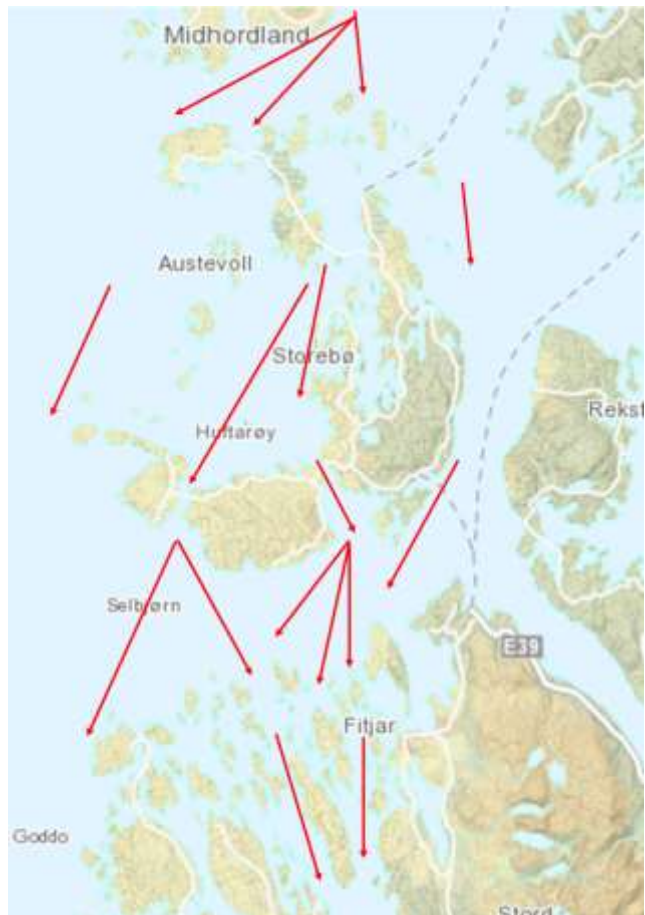 Midhordland
Austevoll
Storebø
Huftarøy
Rekst
Selbjørn
E39
Fitjar
Goddo
Stord